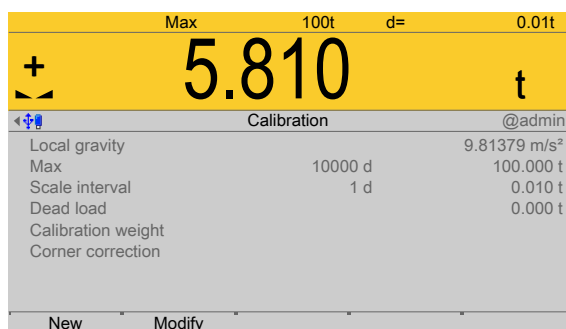 Max 100t d= 0.01t
+ 5.810 t
Calibration @admin
Local gravity 9.81379 m/s²
Max 10000 d 100.000 t
Scale interval 1 d 0.010 t
Dead load 0.000 t
Calibration weight
Corner correction
New Modify